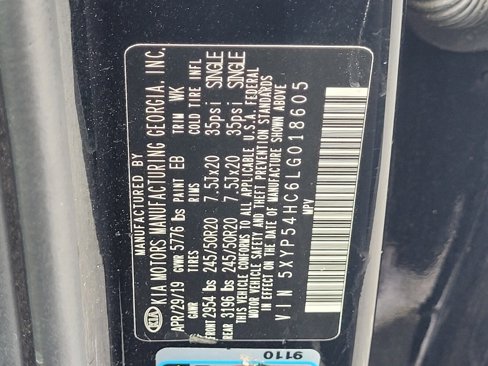 MANUFACTURED BY
KIA KIA MOTORS MANUFACTURING GEORGIA, INC.
APR/29/19 GVWR 5776 lbs PAINT EB TRIM WK
GAWR TIRES RIMS COLD TIRE INFL
FRONT 2954 lbs 245/50R20 7.5Jx20 35psi SINGLE
REAR 3196 lbs 245/50R20 7.5Jx20 35psi SINGLE
THIS VEHICLE CONFORMS TO ALL APPLICABLE U.S.A. FEDERAL
MOTOR VEHICLE SAFETY AND THEFT PREVENTION STANDARDS
IN EFFECT ON THE DATE OF MANUFACTURE SHOWN ABOVE
VIN 5XYP54HC6LG018605
MPV
9110